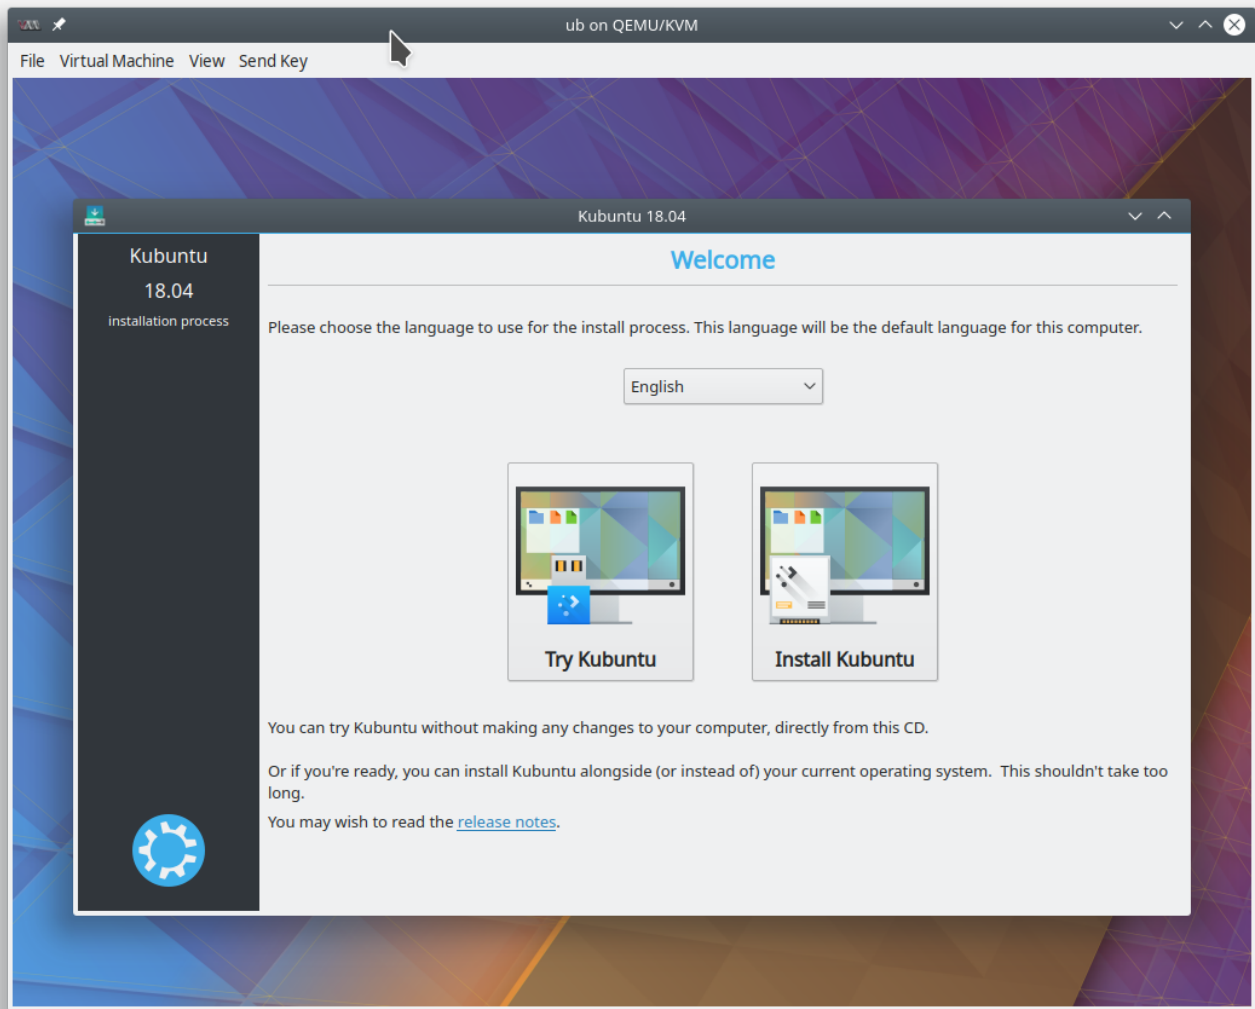 ub on QEMU/KVM
File Virtual Machine View Send Key
Kubuntu 18.04
Kubuntu
18.04
installation process
Welcome
Please choose the language to use for the install process. This language will be the default language for this computer.
English
Try Kubuntu
Install Kubuntu
You can try Kubuntu without making any changes to your computer, directly from this CD.
Or if you're ready, you can install Kubuntu alongside (or instead of) your current operating system.  This shouldn't take too
long.
You may wish to read the release notes.